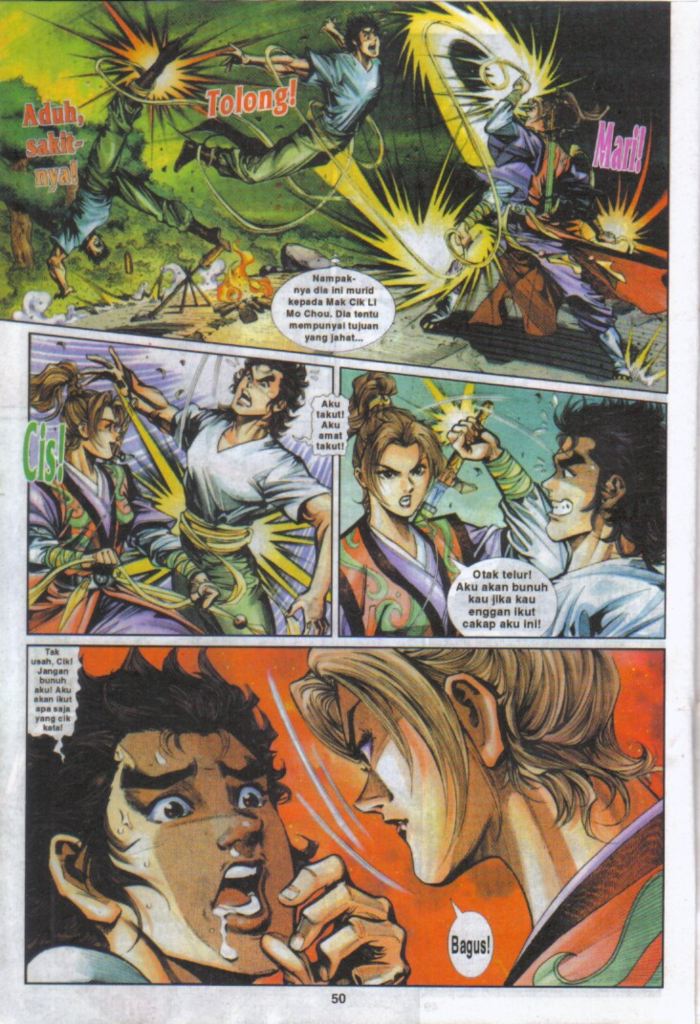 Aduh,
sakit-
nya!
Tolong!
Mari!
Nampak-
nya dia ini murid
kepada Mak Cik LI
Mo Chou. Dia tentu
mempunyai tujuan
yang jahat...
Cis!
Aku
takut!
Aku
amat
takut!
Otak telur!
Aku akan bunuh
kau jika kau
enggan ikut
cakap aku ini!
Tak
usah, Cik!
Jangan
bunuh
aku! Aku
akan ikut
apa saja
yang cik
kata!
Bagus!
50